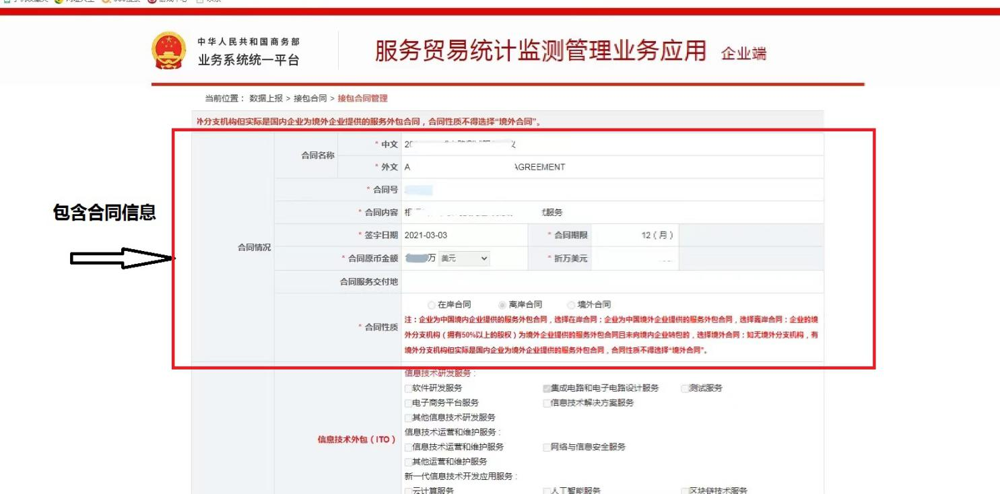 中华人民共和国商务部
业务系统统一平台
服务贸易统计监测管理业务应用 企业端
当前位置： 数据上报 > 接包合同 > 接包合同管理
外分支机构但实际是国内企业为境外企业提供的服务外包合同，合同性质不得选择“境外合同”。
包含合同信息
合同情况
合同名称
* 中文 20
* 外文 A AGREEMENT
* 合同号
* 合同内容 服务
* 签字日期 2021-03-03 * 合同期限 12（月）
* 合同原币金额 万 美元 * 折万美元
合同服务交付地
* 合同性质
在岸合同 离岸合同 境外合同
注：企业为中国境内企业提供的服务外包合同，选择在岸合同；企业为中国境外企业提供的服务外包合同，选择离岸合同；企业的境
外分支机构（拥有50%以上的股权）为境外企业提供的服务外包合同且未向境内企业转包的，选择境外合同；如无境外分支机构，有
境外分支机构但实际是国内企业为境外企业提供的服务外包合同，合同性质不得选择“境外合同”。
信息技术外包（ITO）
信息技术研发服务：
软件研发服务 集成电路和电子电路设计服务 测试服务
电子商务平台服务 信息技术解决方案服务
其他信息技术研发服务
信息技术运营和维护服务：
信息技术运营和维护服务 网络与信息安全服务
其他运营和维护服务
新一代信息技术开发应用服务：
云计算服务 人工智能服务 区块链技术服务